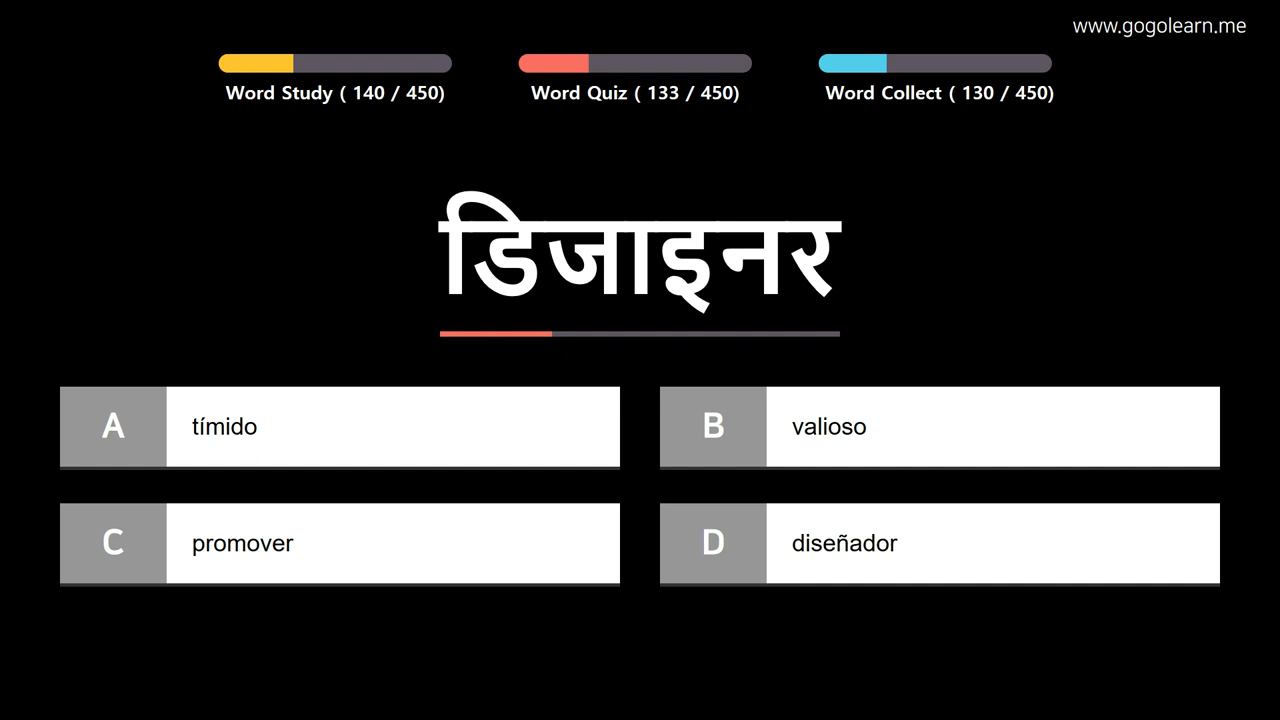 www.gogolearn.me
Word Study ( 140 / 450)
Word Quiz ( 133 / 450)
Word Collect ( 130 / 450)
डिजाइनर
A tímido
B valioso
C promover
D diseñador